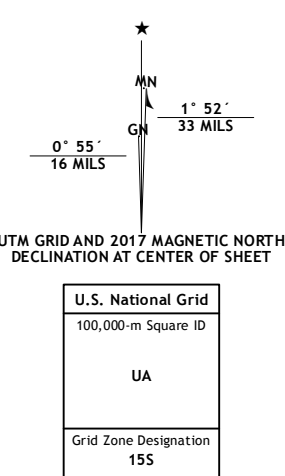 MN
1° 52´
33 MILS
GN
0° 55´
16 MILS
UTM GRID AND 2017 MAGNETIC NORTH
DECLINATION AT CENTER OF SHEET
U.S. National Grid
100,000-m Square ID
UA
Grid Zone Designation
15S